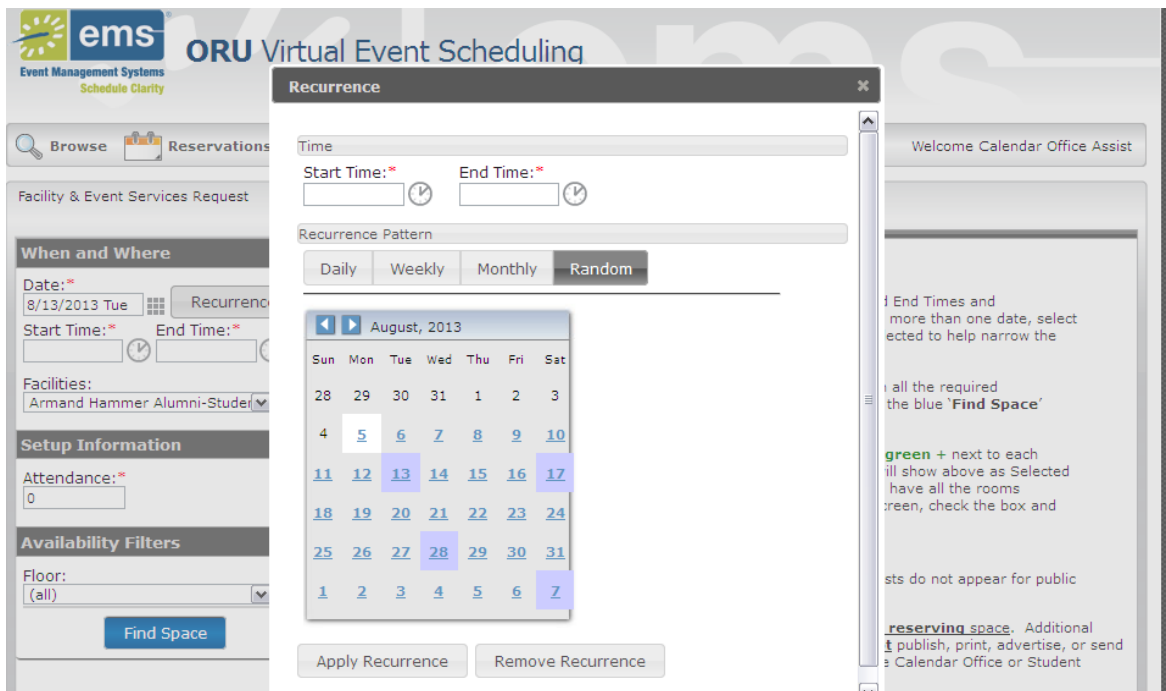 ems
Event Management Systems
Schedule Clarity
ORU Virtual Event Scheduling
Browse
Reservations
Welcome Calendar Office Assist
Facility & Event Services Request
When and Where
Date:*
8/13/2013 Tue
Recurrenc
Start Time:* End Time:*
Facilities:
Armand Hammer Alumni-Studen
Setup Information
Attendance:*
0
Availability Filters
Floor:
(all)
Find Space
Recurrence
Time
Start Time:* End Time:*
Recurrence Pattern
Daily Weekly Monthly Random
August, 2013
Sun Mon Tue Wed Thu Fri Sat
28 29 30 31 1 2 3
4 5 6 7 8 9 10
11 12 13 14 15 16 17
18 19 20 21 22 23 24
25 26 27 28 29 30 31
1 2 3 4 5 6 7
Apply Recurrence Remove Recurrence
End Times and
more than one date, select
ected to help narrow the
all the required
the blue 'Find Space'
green + next to each
ill show above as Selected
have all the rooms
creen, check the box and
sts do not appear for public
reserving space. Additional
t publish, print, advertise, or send
e Calendar Office or Student